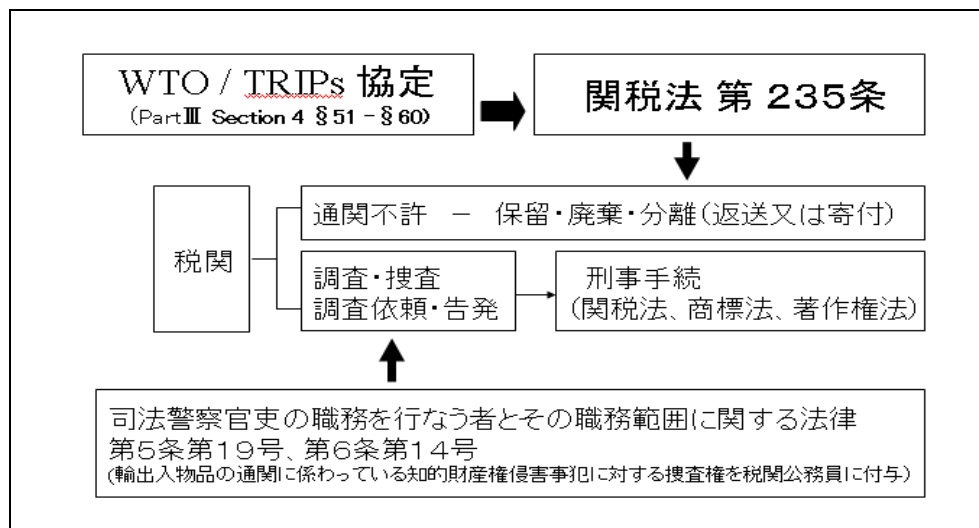 WTO / TRIPs 協定
(PartⅢ Section 4 §51 - §60)
関税法 第 235条
通関不許 － 保留・廃棄・分離(返送又は寄付)
税関
調査・捜査
調査依頼・告発
刑事手続
(関税法、商標法、著作権法)
司法警察官吏の職務を行なう者とその職務範囲に関する法律
第5条第19号、第6条第14号
(輸出入物品の通関に係わっている知的財産権侵害事犯に対する捜査権を税関公務員に付与)